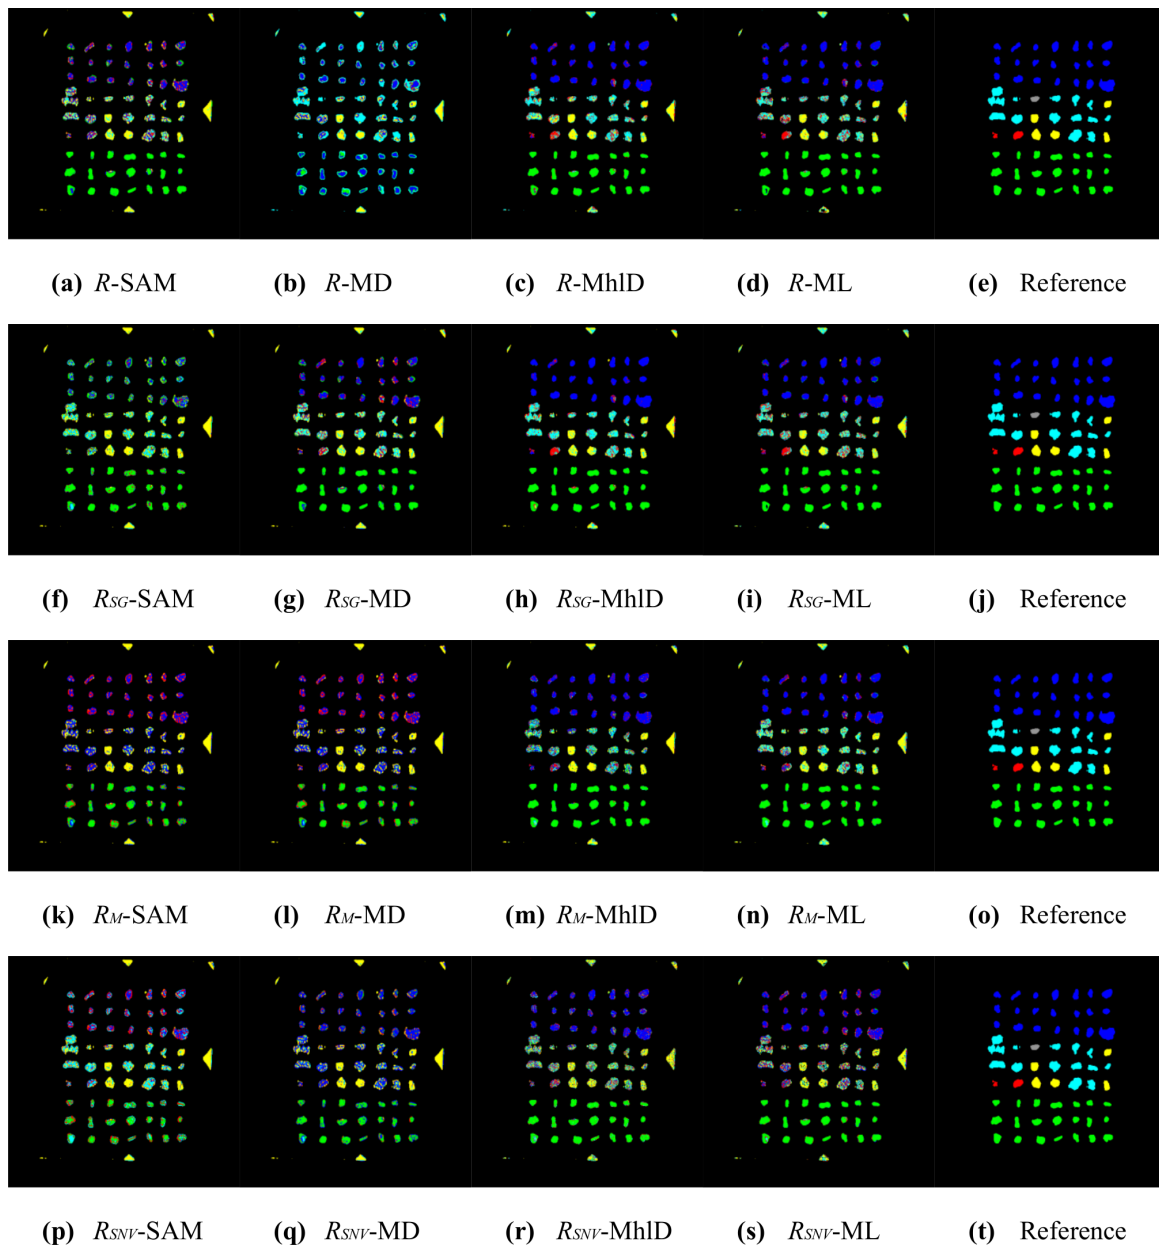 (a) R-SAM (b) R-MD (c) R-MhlD (d) R-ML (e) Reference
(f) RSG-SAM (g) RSG-MD (h) RSG-MhlD (i) RSG-ML (j) Reference
(k) RM-SAM (l) RM-MD (m) RM-MhlD (n) RM-ML (o) Reference
(p) RSNV-SAM (q) RSNV-MD (r) RSNV-MhlD (s) RSNV-ML (t) Reference